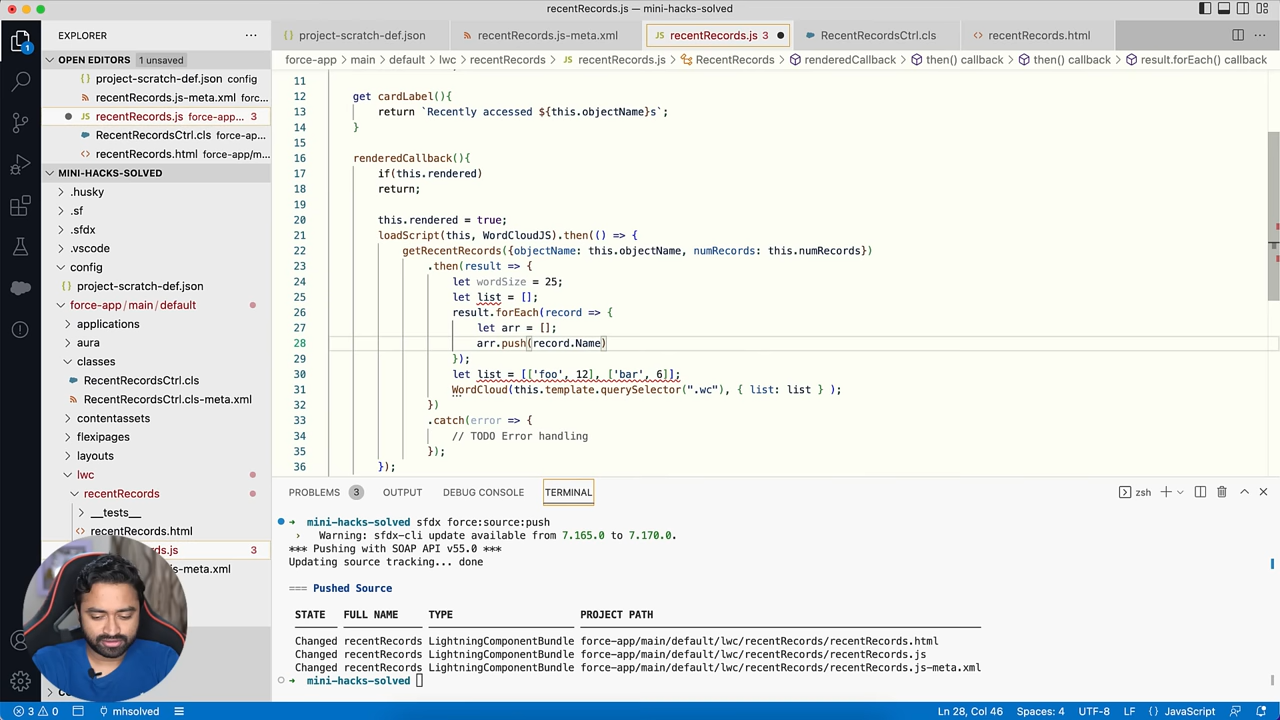 recentRecords.js — mini-hacks-solved
EXPLORER
project-scratch-def.json
recentRecords.js-meta.xml
recentRecords.js 3
RecentRecordsCtrl.cls
recentRecords.html
OPEN EDITORS 1 unsaved
force-app > main > default > lwc > recentRecords > JS recentRecords.js > RecentRecords > renderedCallback > then() callback > then() callback > result.forEach() callback
{} project-scratch-def.json config
recentRecords.js-meta.xml forc...
JS recentRecords.js force-app... 3
RecentRecordsCtrl.cls force-ap...
<> recentRecords.html force-app/m...
MINI-HACKS-SOLVED
.husky
.sf
.sfdx
.vscode
config
{} project-scratch-def.json
force-app / main / default
applications
aura
classes
RecentRecordsCtrl.cls
RecentRecordsCtrl.cls-meta.xml
contentassets
flexipages
layouts
lwc
recentRecords
__tests__
<> recentRecords.html
s.js 3
s-meta.xml
11
12 get cardLabel(){
13 return `Recently accessed ${this.objectName}s`;
14 }
15
16 renderedCallback(){
17 if(this.rendered)
18 return;
19
20 this.rendered = true;
21 loadScript(this, WordCloudJS).then(() => {
22 getRecentRecords({objectName: this.objectName, numRecords: this.numRecords})
23 .then(result => {
24 let wordSize = 25;
25 let list = [];
26 result.forEach(record => {
27 let arr = [];
28 arr.push(record.Name)
29 });
30 let list = [['foo', 12], ['bar', 6]];
31 WordCloud(this.template.querySelector(".wc"), { list: list } );
32 })
33 .catch(error => {
34 // TODO Error handling
35 });
36 });
PROBLEMS 3 OUTPUT DEBUG CONSOLE TERMINAL
zsh
➜ mini-hacks-solved sfdx force:source:push
› Warning: sfdx-cli update available from 7.165.0 to 7.170.0.
*** Pushing with SOAP API v55.0 ***
Updating source tracking... done
=== Pushed Source
STATE FULL NAME TYPE PROJECT PATH
Changed recentRecords LightningComponentBundle force-app/main/default/lwc/recentRecords/recentRecords.html
Changed recentRecords LightningComponentBundle force-app/main/default/lwc/recentRecords/recentRecords.js
Changed recentRecords LightningComponentBundle force-app/main/default/lwc/recentRecords/recentRecords.js-meta.xml
➜ mini-hacks-solved
3 0 mhsolved
Ln 28, Col 46 Spaces: 4 UTF-8 LF {} JavaScript